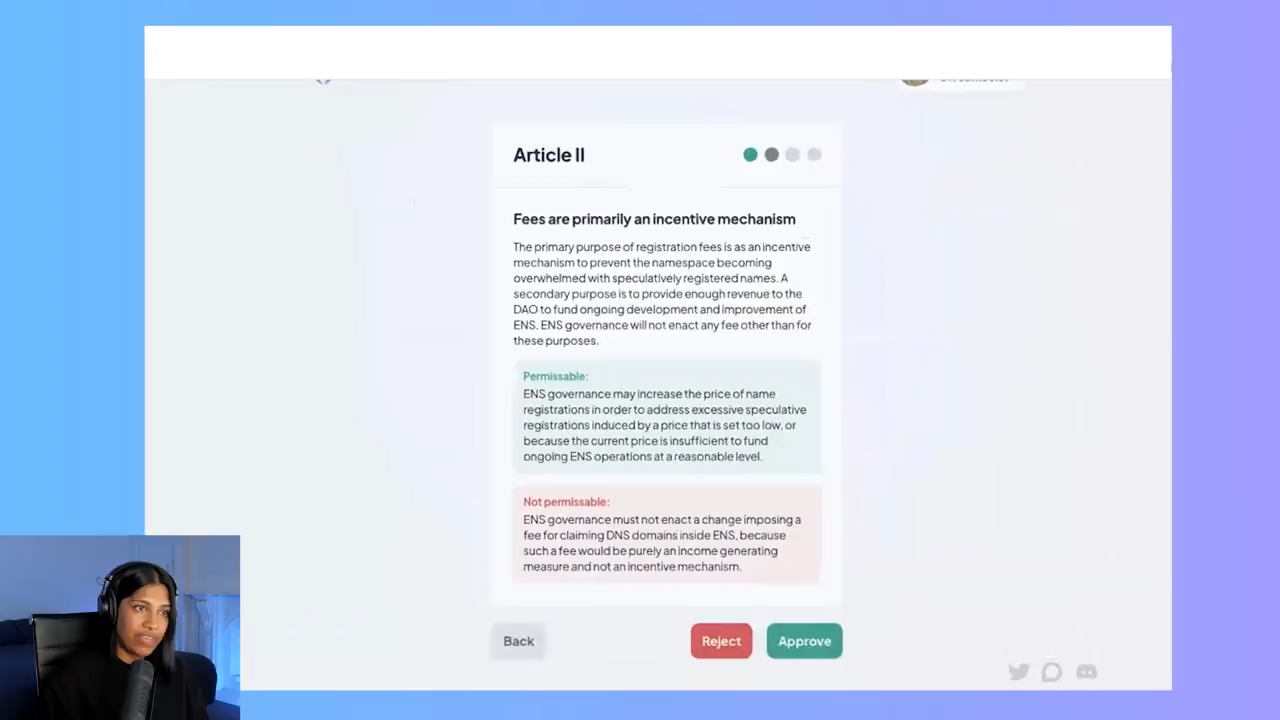 Article II
Fees are primarily an incentive mechanism
The primary purpose of registration fees is as an incentive
mechanism to prevent the namespace becoming
overwhelmed with speculatively registered names. A
secondary purpose is to provide enough revenue to the
DAO to fund ongoing development and improvement of
ENS. ENS governance will not enact any fee other than for
these purposes.
Permissable:
ENS governance may increase the price of name
registrations in order to address excessive speculative
registrations induced by a price that is set too low, or
because the current price is insufficient to fund
ongoing ENS operations at a reasonable level.
Not permissable:
ENS governance must not enact a change imposing a
fee for claiming DNS domains inside ENS, because
such a fee would be purely an income generating
measure and not an incentive mechanism.
Back
Reject
Approve